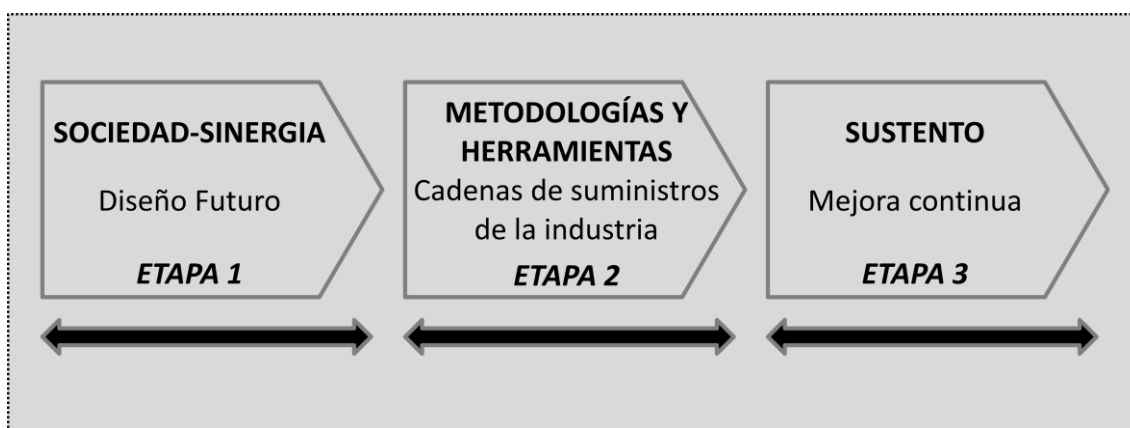 SOCIEDAD-SINERGIA
Diseño Futuro
ETAPA 1
METODOLOGÍAS Y
HERRAMIENTAS
Cadenas de suministros
de la industria
ETAPA 2
SUSTENTO
Mejora continua
ETAPA 3